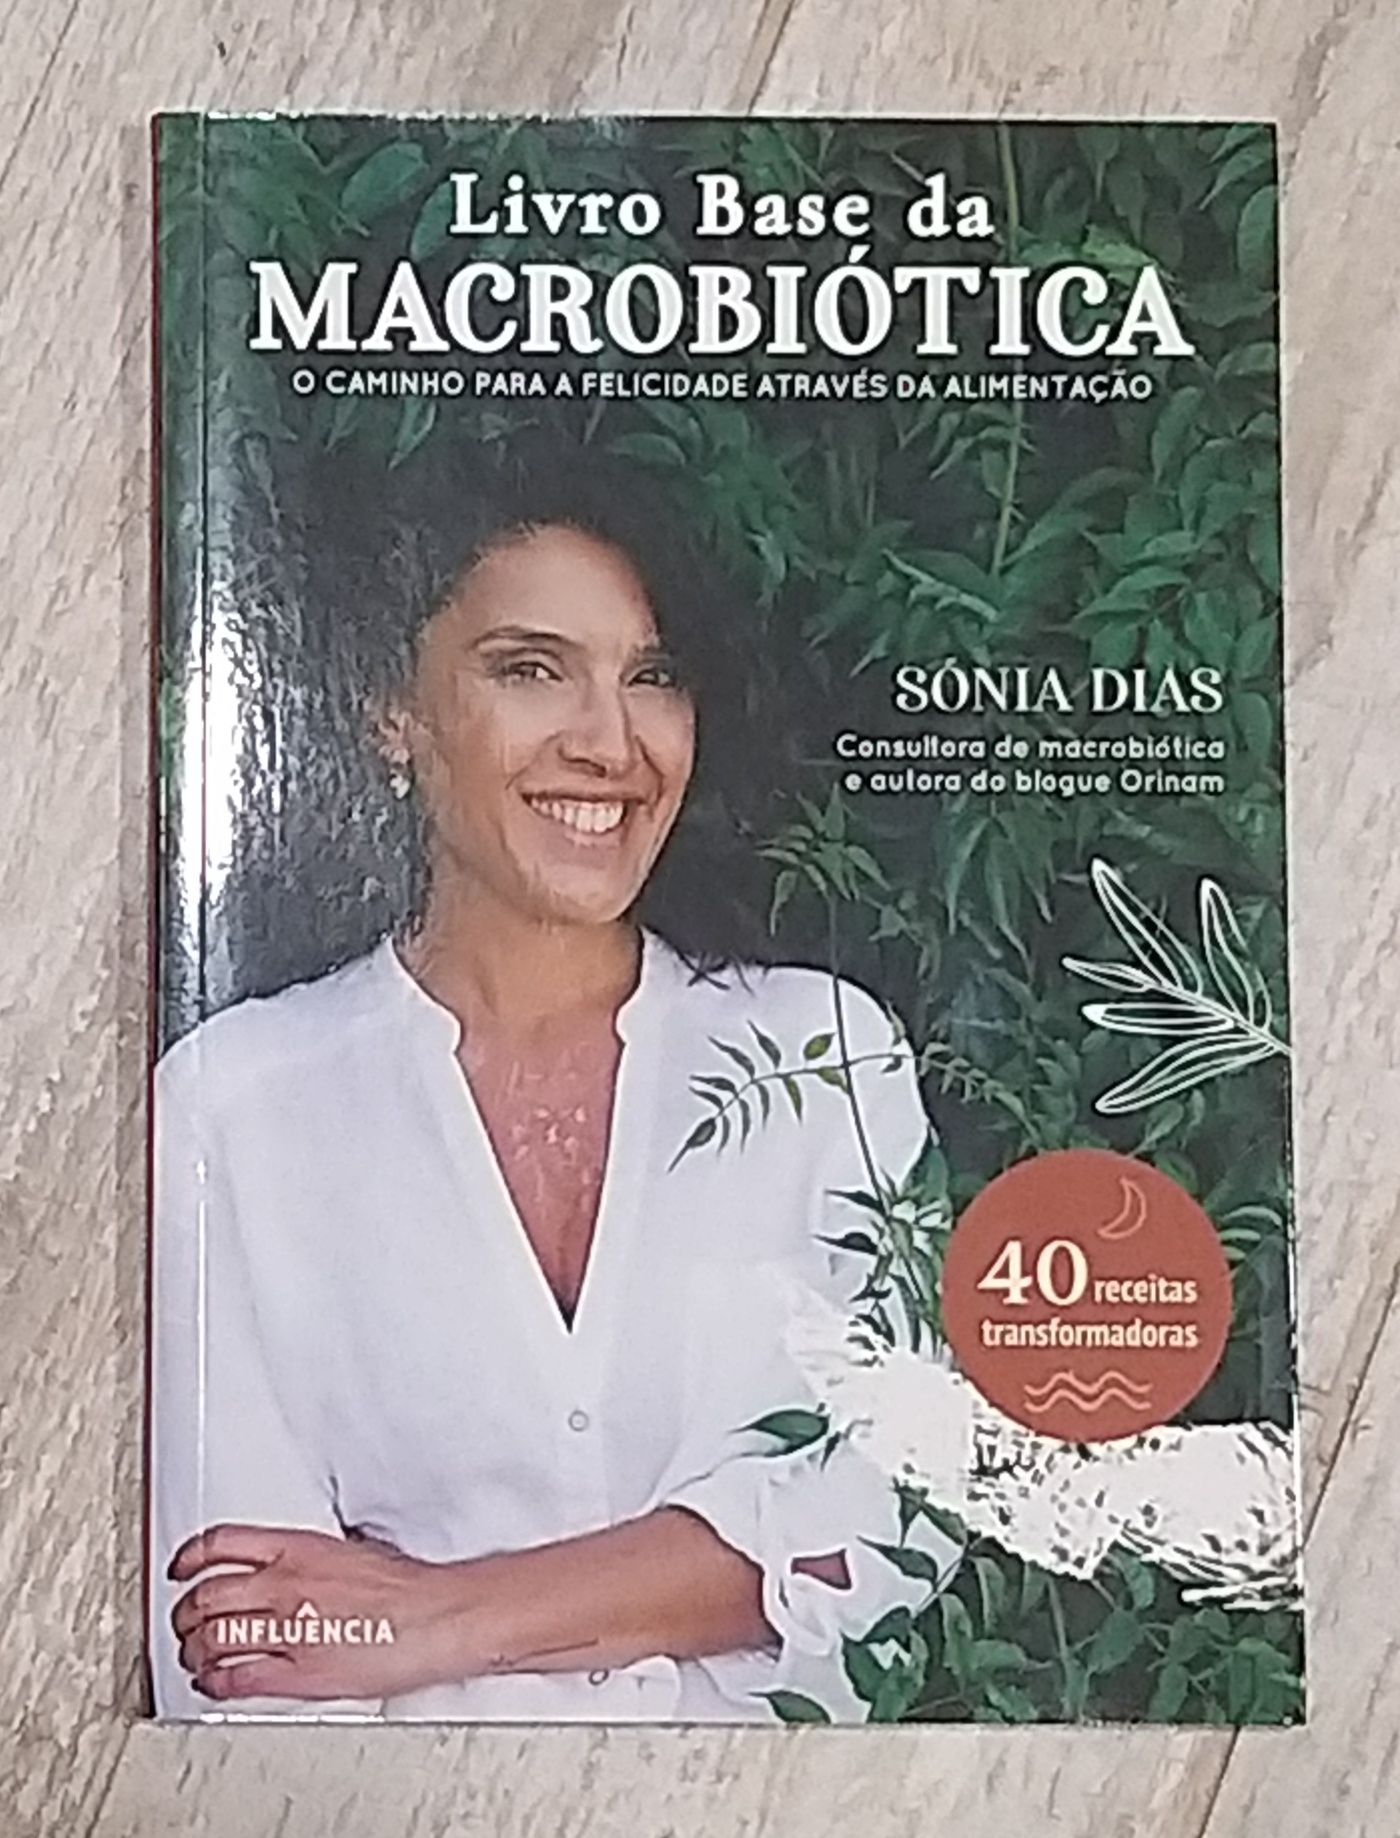 Livro Base da
MACROBIÓTICA
O CAMINHO PARA A FELICIDADE ATRAVÉS DA ALIMENTAÇÃO
SÓNIA DIAS
Consultora de macrobiótica
e autora do blogue Orinam
40 receitas
transformadoras
INFLUÊNCIA